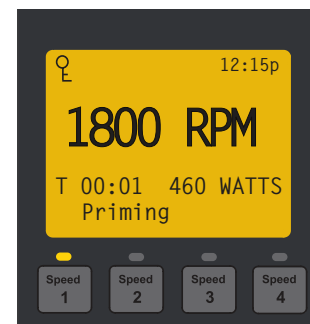 12:15p
1800 RPM
T 00:01 460 WATTS
Priming
Speed 1
Speed 2
Speed 3
Speed 4